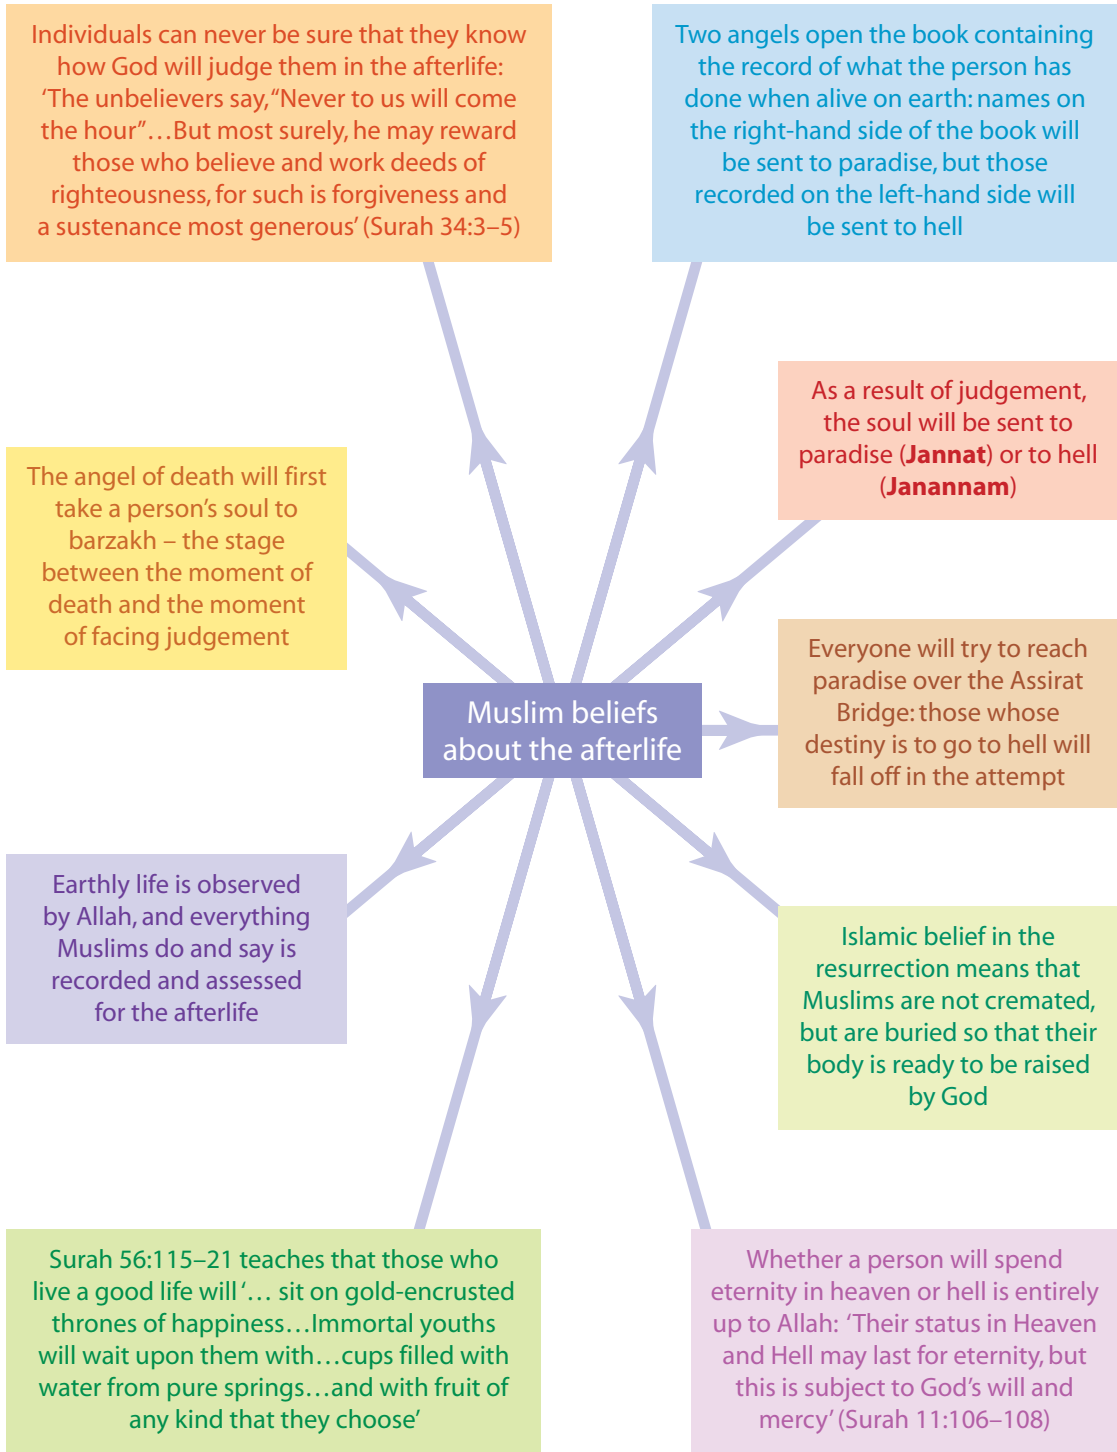 Individuals can never be sure that they know
how God will judge them in the afterlife:
‘The unbelievers say, “Never to us will come
the hour”…But most surely, he may reward
those who believe and work deeds of
righteousness, for such is forgiveness and
a sustenance most generous’ (Surah 34:3–5)
Two angels open the book containing
the record of what the person has
done when alive on earth: names on
the right-hand side of the book will
be sent to paradise, but those
recorded on the left-hand side will
be sent to hell
As a result of judgement,
the soul will be sent to
paradise (Jannat) or to hell
(Janannam)
The angel of death will first
take a person’s soul to
barzakh – the stage
between the moment of
death and the moment
of facing judgement
Everyone will try to reach
paradise over the Assirat
Bridge: those whose
destiny is to go to hell will
fall off in the attempt
Muslim beliefs
about the afterlife
Earthly life is observed
by Allah, and everything
Muslims do and say is
recorded and assessed
for the afterlife
Islamic belief in the
resurrection means that
Muslims are not cremated,
but are buried so that their
body is ready to be raised
by God
Surah 56:115–21 teaches that those who
live a good life will ‘… sit on gold-encrusted
thrones of happiness…Immortal youths
will wait upon them with…cups filled with
water from pure springs…and with fruit of
any kind that they choose’
Whether a person will spend
eternity in heaven or hell is entirely
up to Allah: ‘Their status in Heaven
and Hell may last for eternity, but
this is subject to God’s will and
mercy’ (Surah 11:106–108)